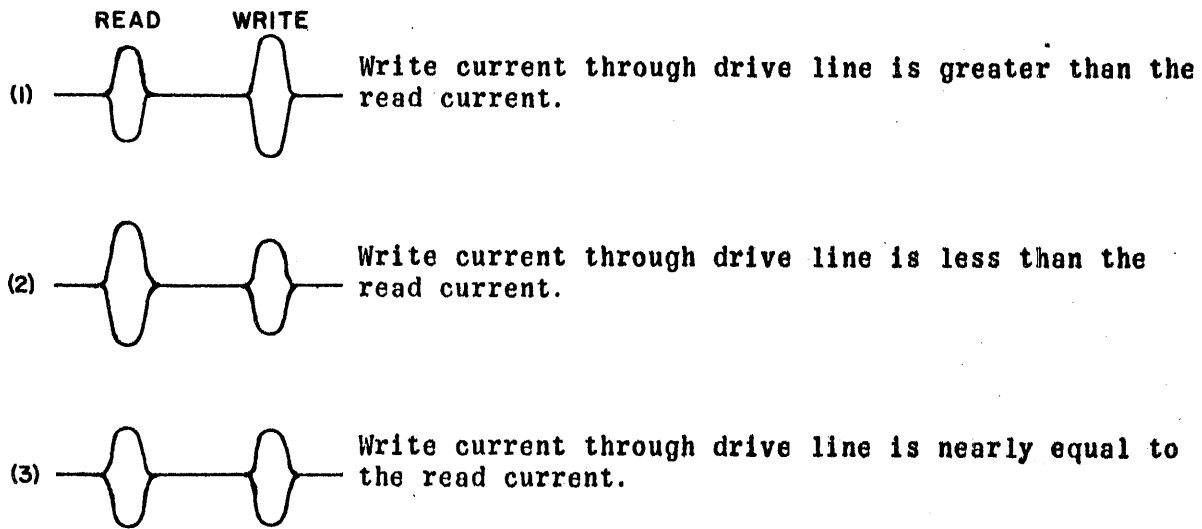 READ WRITE
(1) Write current through drive line is greater than the
read current.
(2) Write current through drive line is less than the
read current.
(3) Write current through drive line is nearly equal to
the read current.